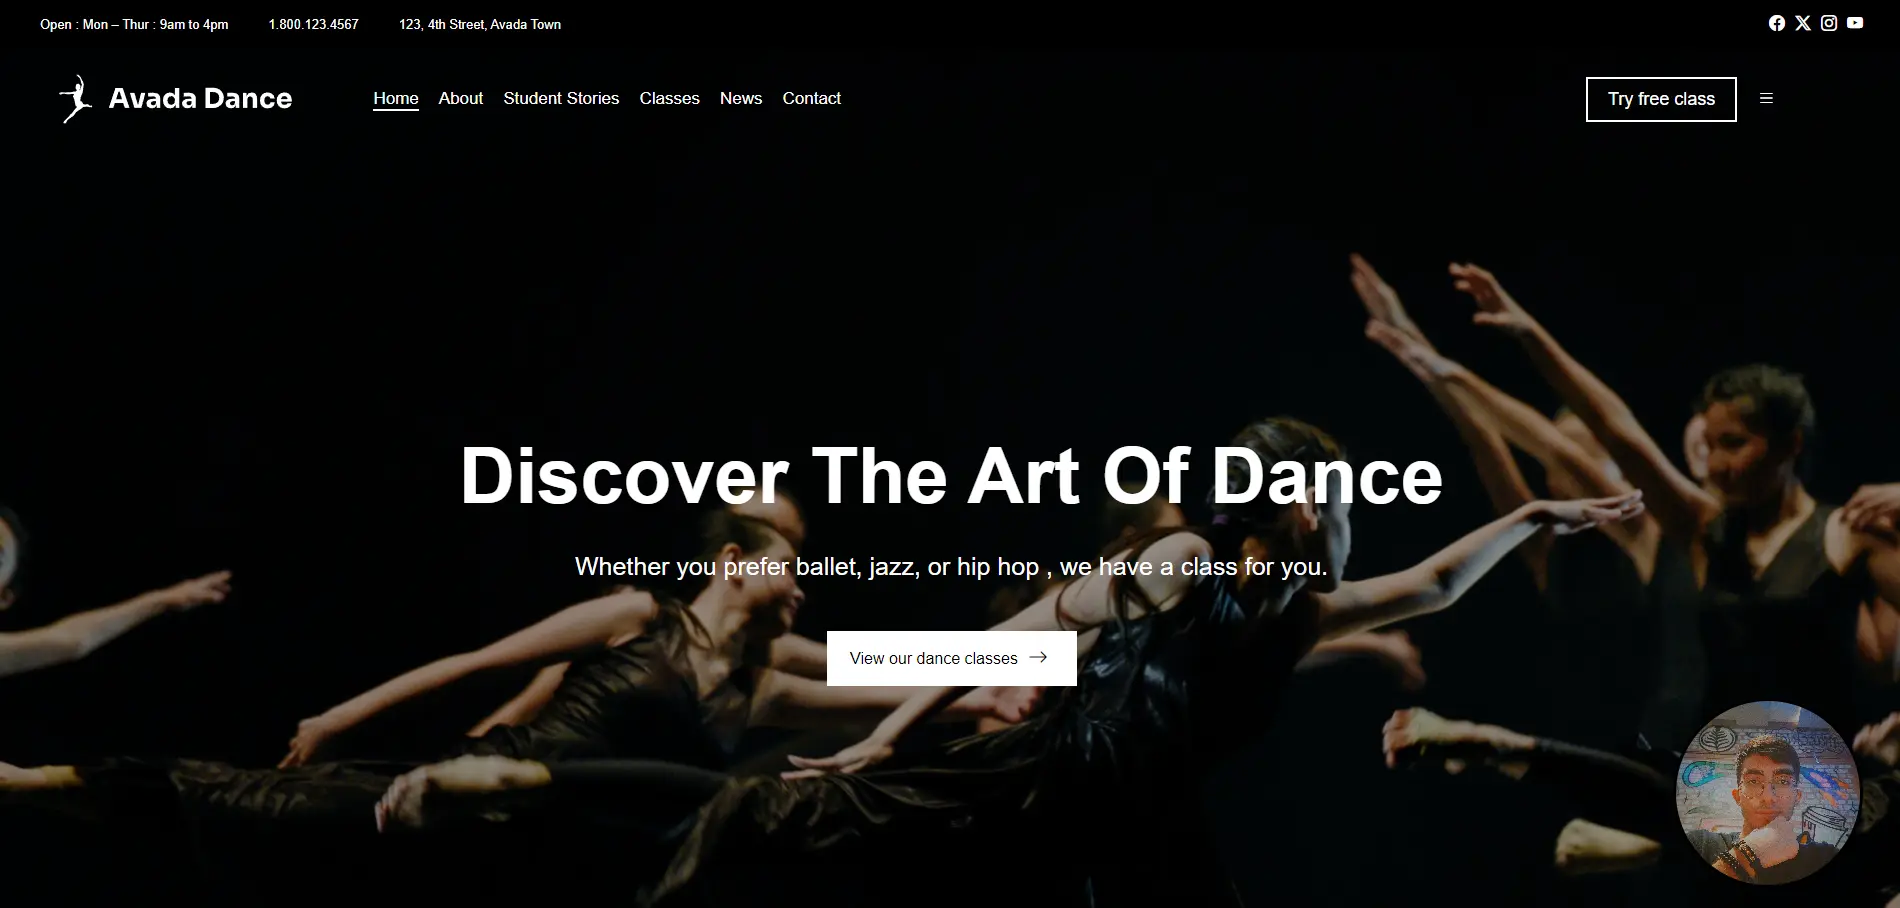 Open : Mon – Thur : 9am to 4pm 1.800.123.4567 123, 4th Street, Avada Town
Avada Dance Home About Student Stories Classes News Contact Try free class
Discover The Art Of Dance
Whether you prefer ballet, jazz, or hip hop , we have a class for you.
View our dance classes